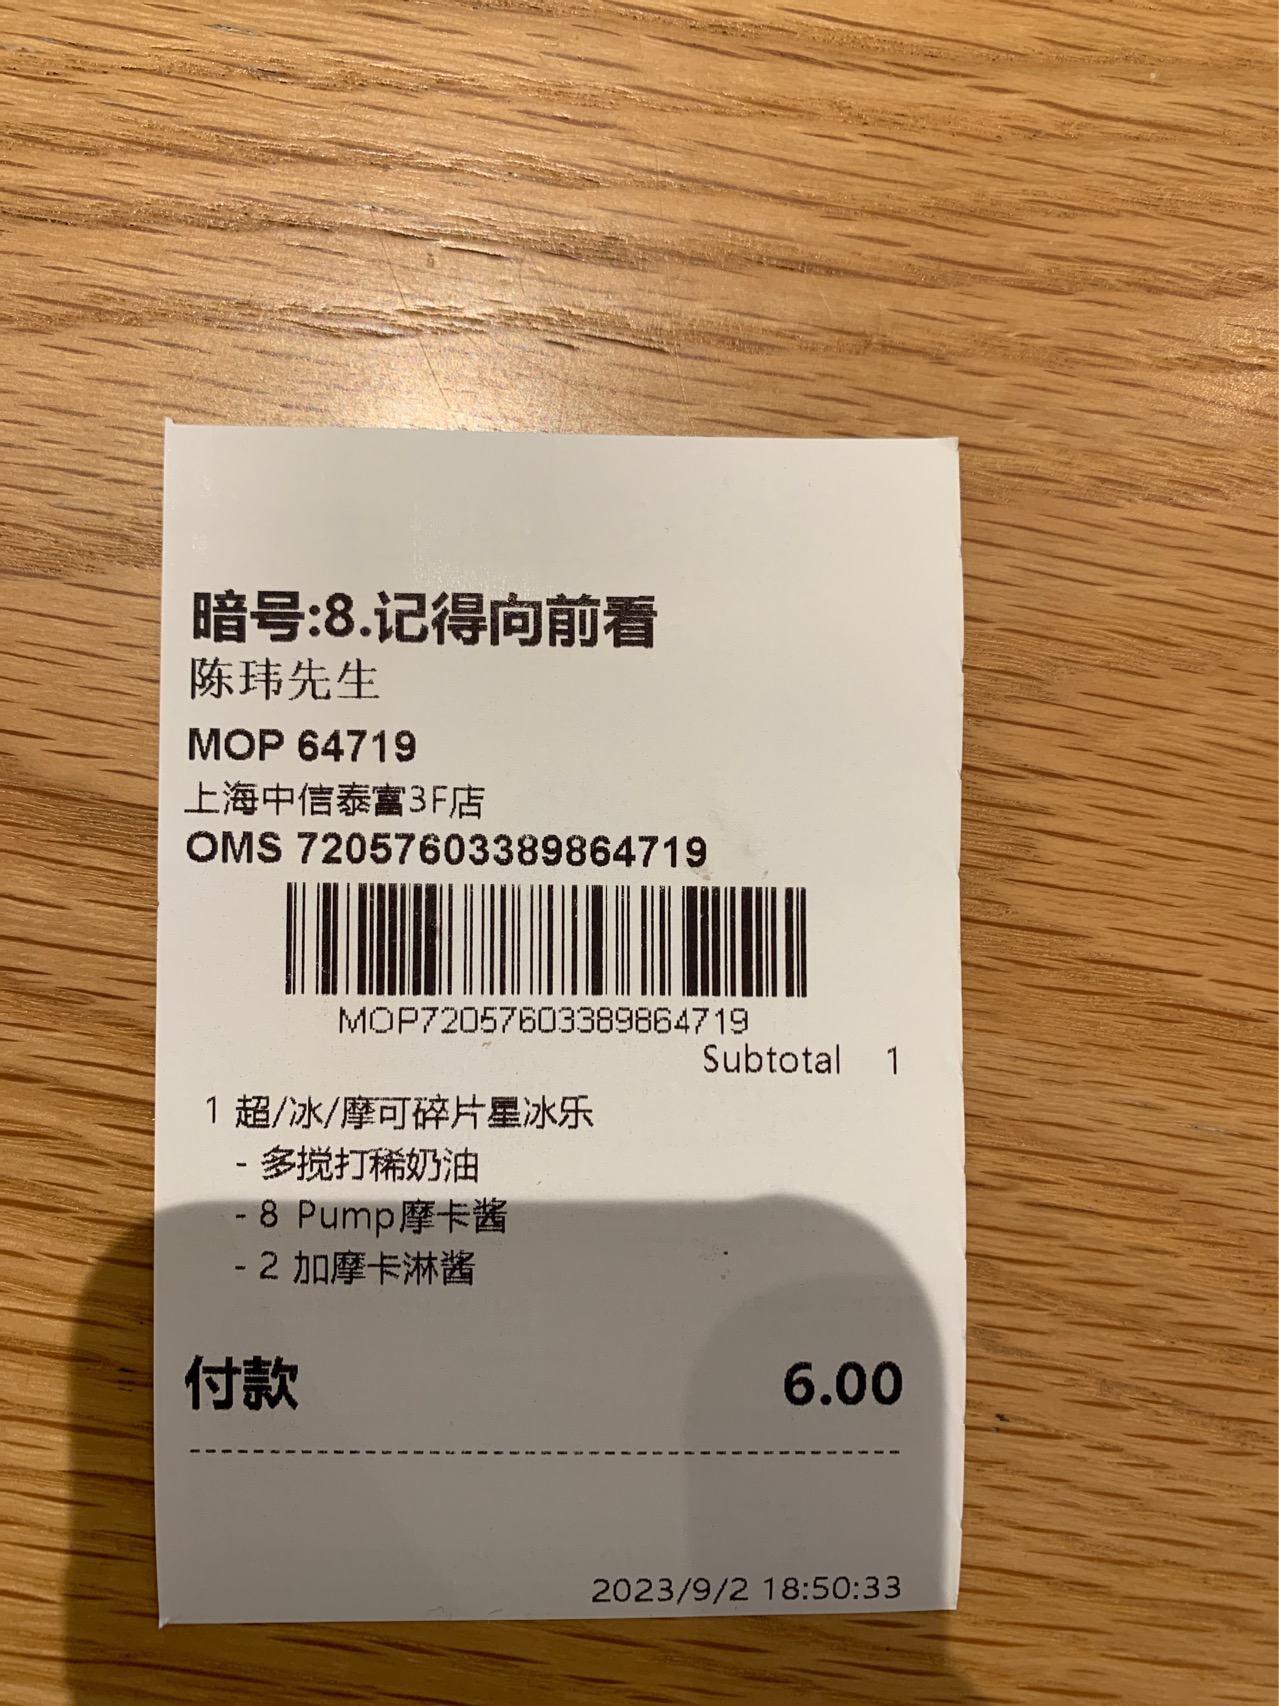 暗号:8.记得向前看
陈玮先生
MOP 64719
上海中信泰富3F店
OMS 72057603389864719
MOP72057603389864719
Subtotal 1
1 超/冰/摩可碎片星冰乐
- 多搅打稀奶油
- 8 Pump摩卡酱
- 2 加摩卡淋酱
付款 6.00
2023/9/2 18:50:33